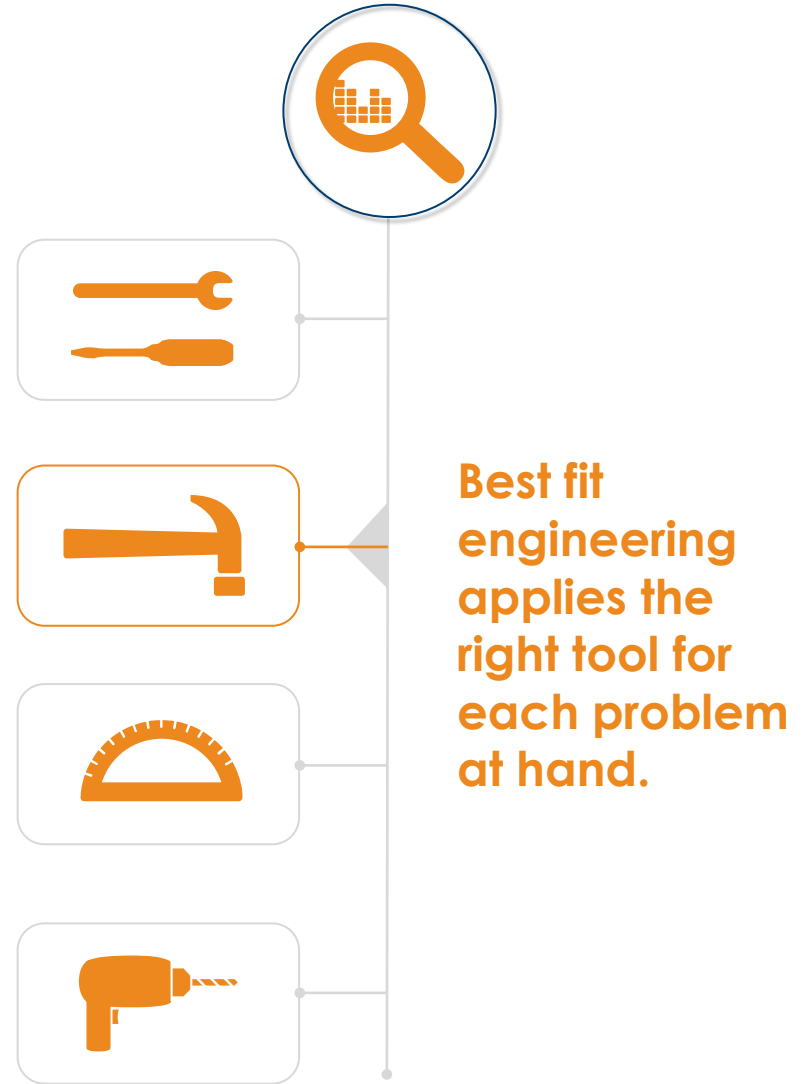 Best fit
engineering
applies the
right tool for
each problem
at hand.